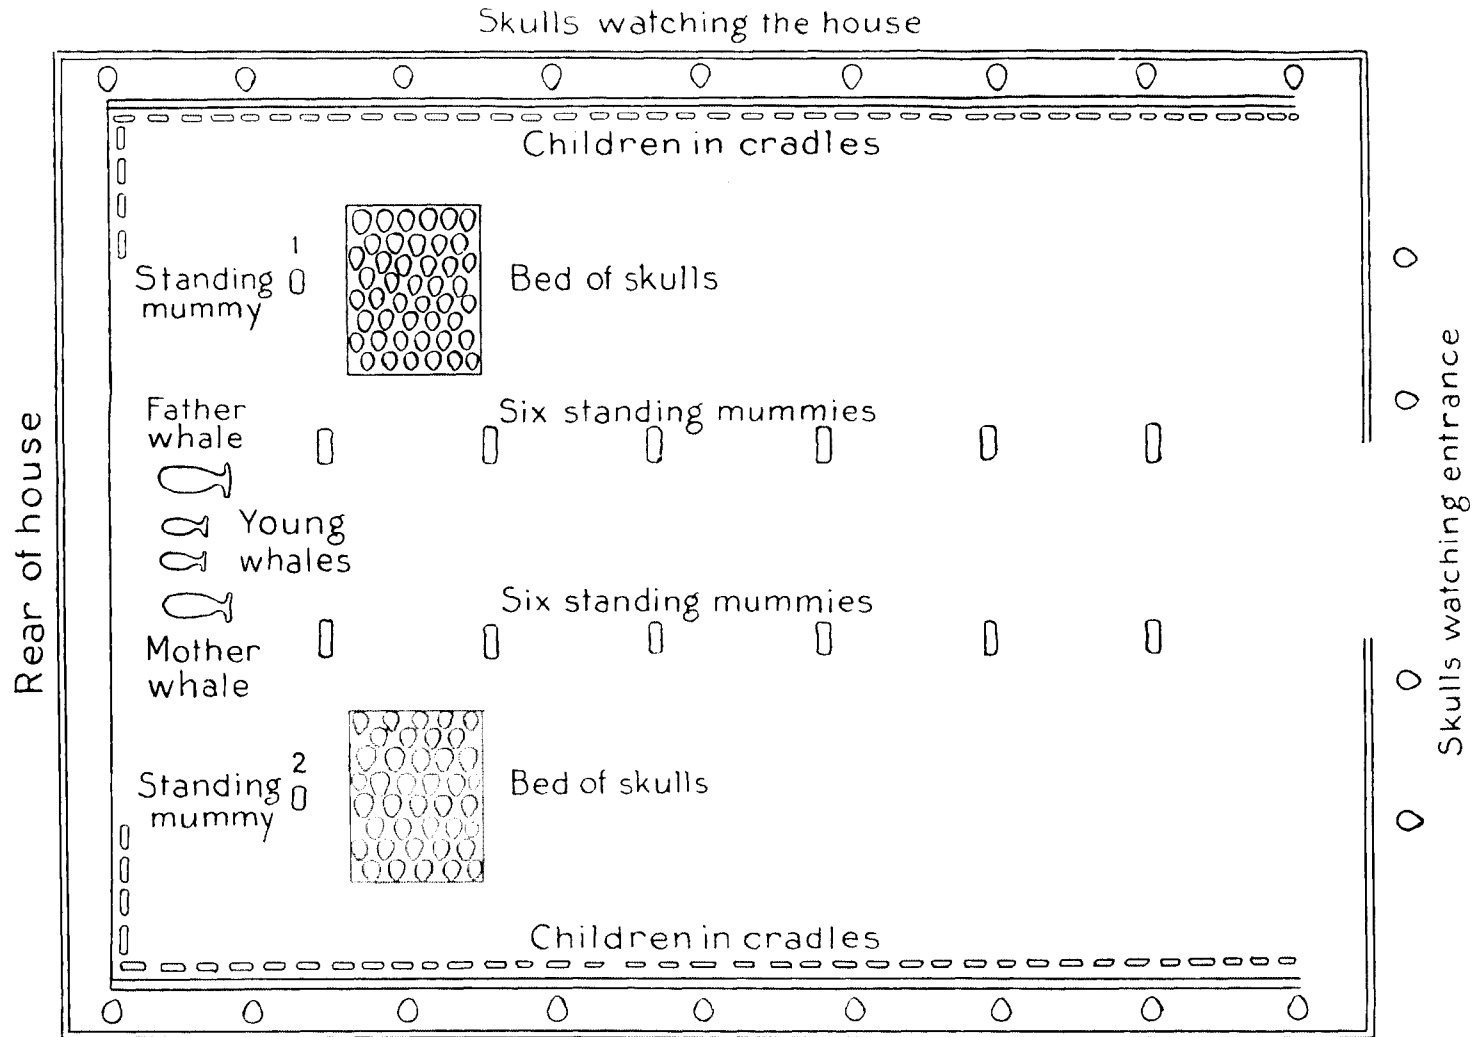 Skulls watching the house
Children in cradles
1
Standing
mummy
Bed of skulls
Father
whale
Six standing mummies
Young
whales
Six standing mummies
Mother
whale
2
Standing
mummy
Bed of skulls
Children in cradles
Rear of house
Skulls watching entrance